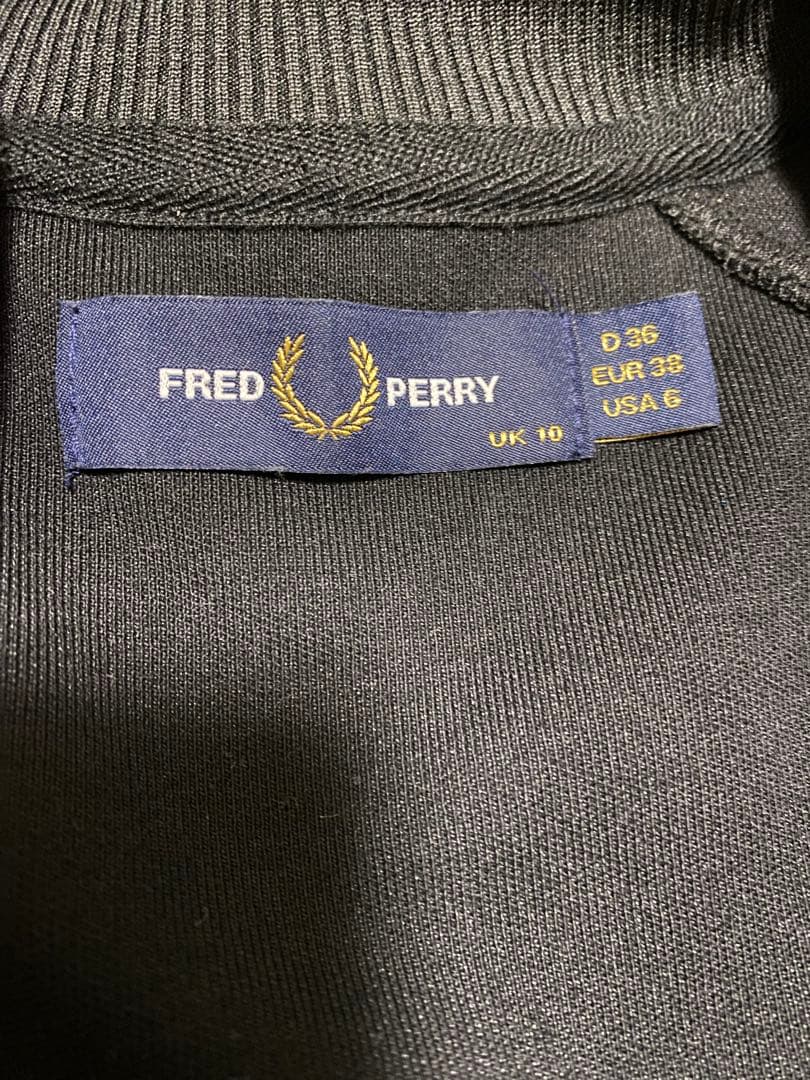 FRED PERRY
UK 10
D 36
EUR 38
USA 6